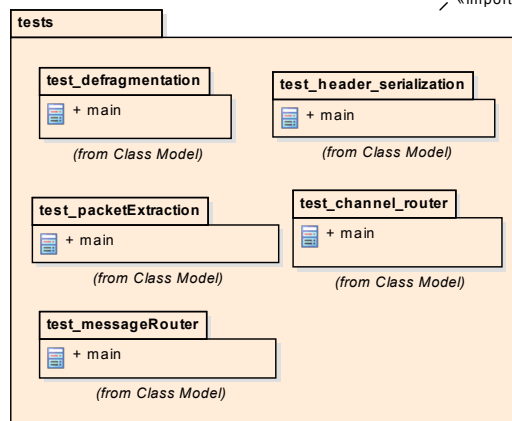 «import
tests
test_defragmentation
+ main
(from Class Model)
test_header_serialization
+ main
(from Class Model)
test_packetExtraction
+ main
(from Class Model)
test_channel_router
+ main
(from Class Model)
test_messageRouter
+ main
(from Class Model)